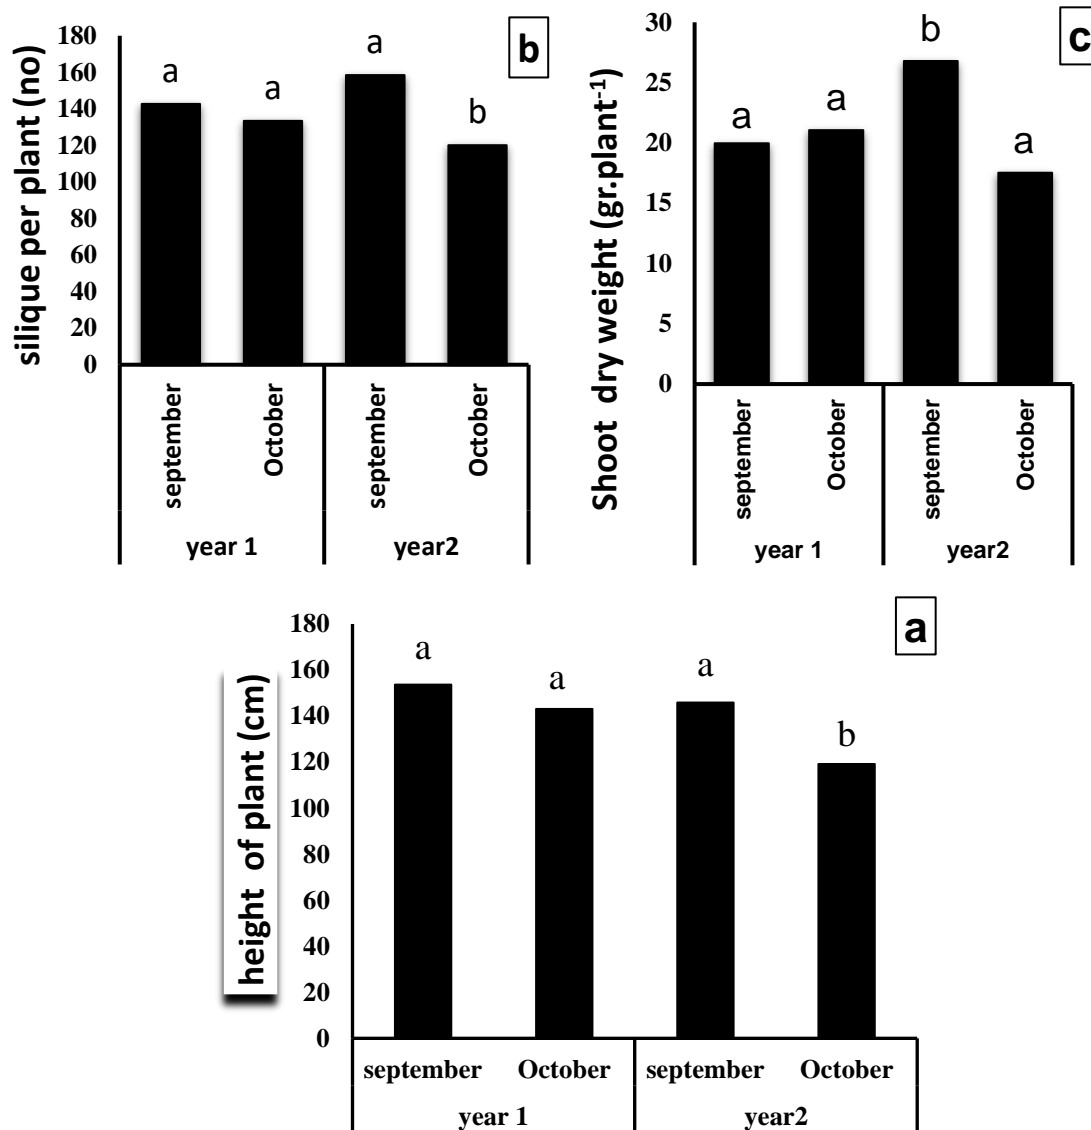 b
silique per plant (no)
180
160
140
120
100
80
60
40
20
0
a
a
a
b
september
October
september
October
year 1
year2
c
Shoot dry weight (gr.plant-1)
30
25
20
15
10
5
0
a
a
b
a
september
October
september
October
year 1
year2
a
height of plant (cm)
180
160
140
120
100
80
60
40
20
0
a
a
a
b
september
October
september
October
year 1
year2